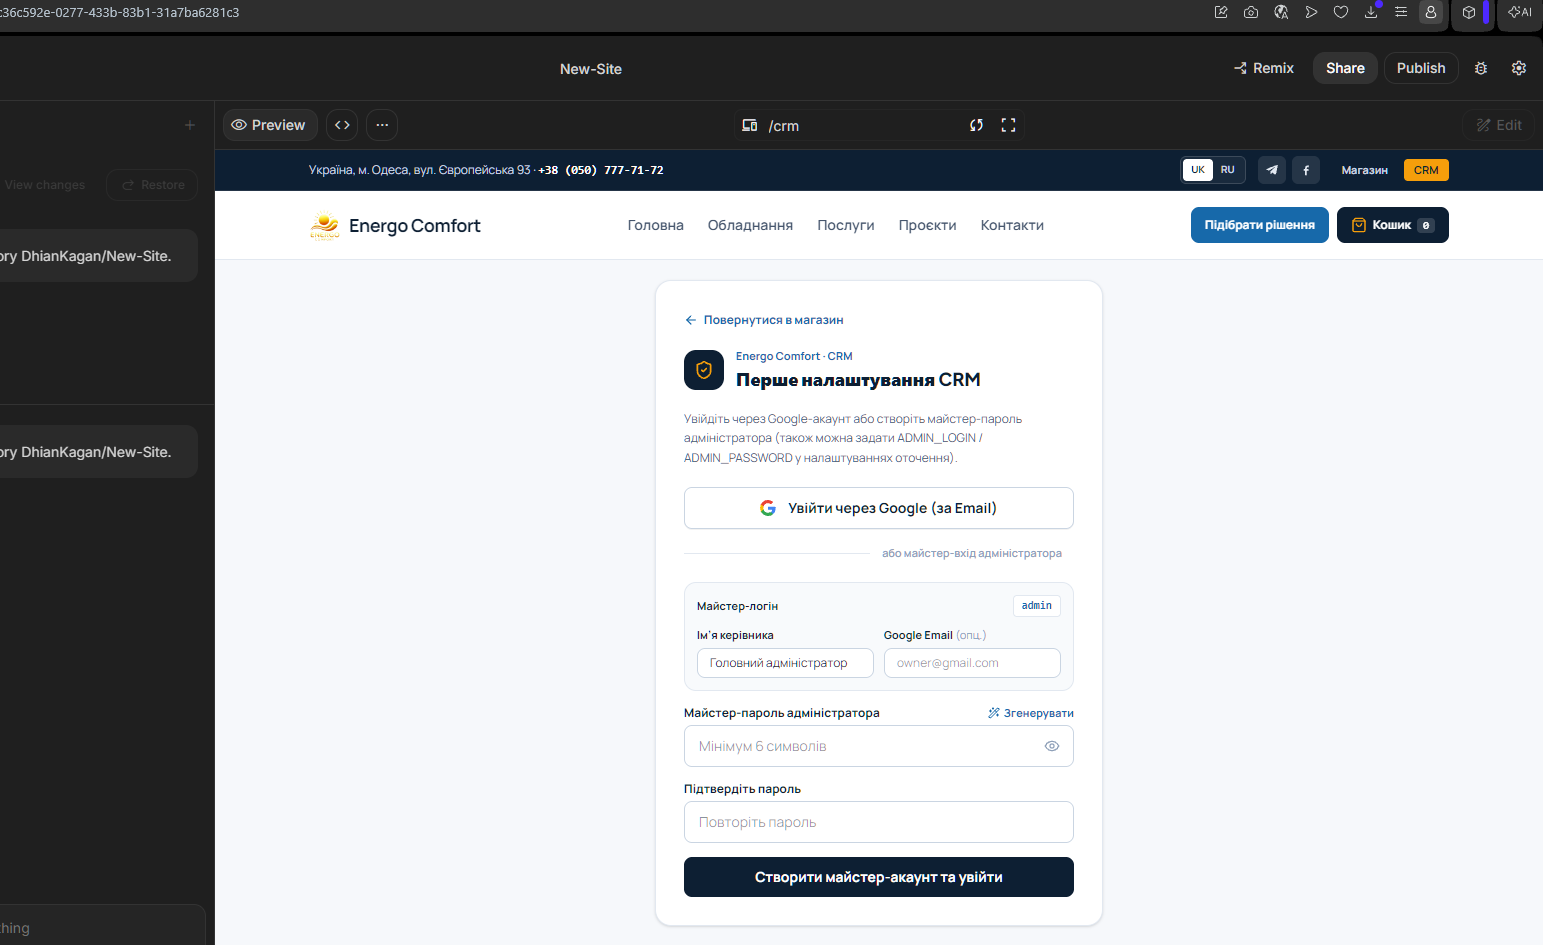 c36c592e-0277-433b-83b1-31a7ba6281c3
AI
New-Site
Remix
Share
Publish
Preview
/crm
Edit
View changes
Restore
ory DhianKagan/New-Site.
ory DhianKagan/New-Site.
hing
Україна, м. Одеса, вул. Європейська 93 · +38 (050) 777-71-72
UK RU
Магазин
CRM
Energo Comfort
Головна
Обладнання
Послуги
Проєкти
Контакти
Підібрати рішення
Кошик 0
Повернутися в магазин
Energo Comfort · CRM
Перше налаштування CRM
Увійдіть через Google-акаунт або створіть майстер-пароль
адміністратора (також можна задати ADMIN_LOGIN /
ADMIN_PASSWORD у налаштуваннях оточення).
Увійти через Google (за Email)
або майстер-вхід адміністратора
Майстер-логін
admin
Ім'я керівника
Google Email (опц.)
Головний адміністратор
owner@gmail.com
Майстер-пароль адміністратора
Згенерувати
Мінімум 6 символів
Підтвердіть пароль
Повторіть пароль
Створити майстер-акаунт та увійти